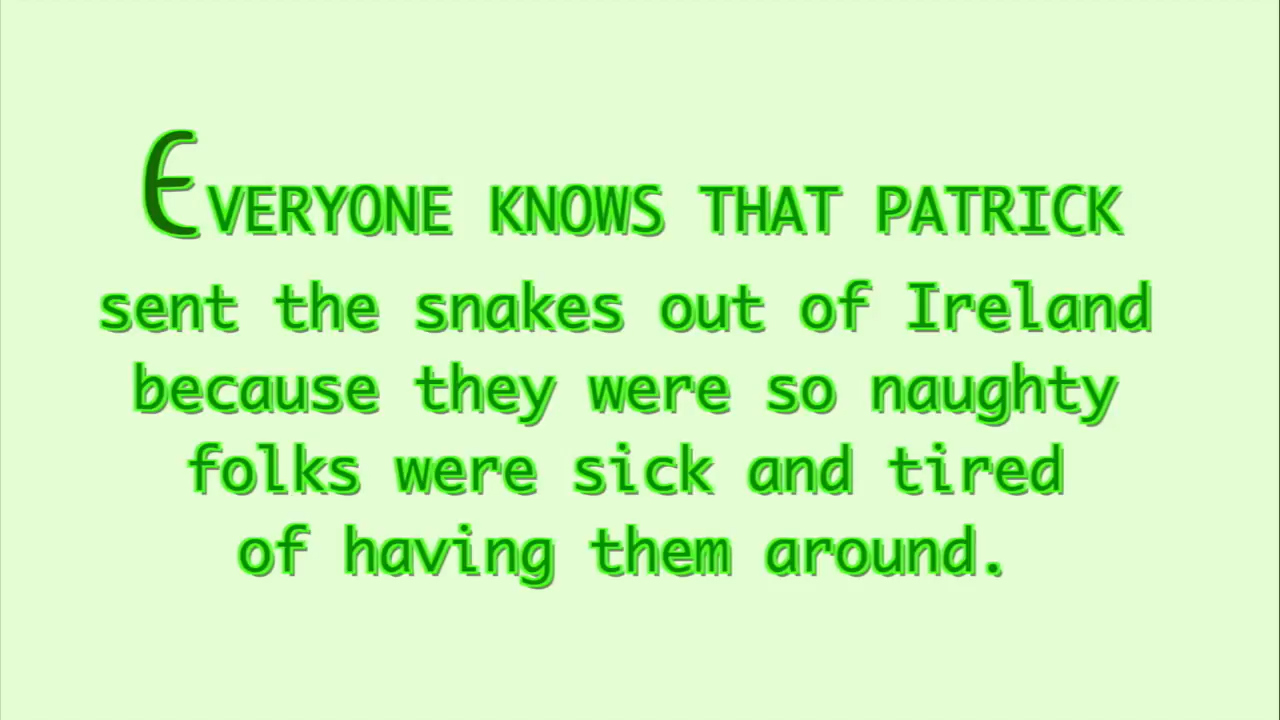 EVERYONE KNOWS THAT PATRICK
sent the snakes out of Ireland
because they were so naughty
folks were sick and tired
of having them around.